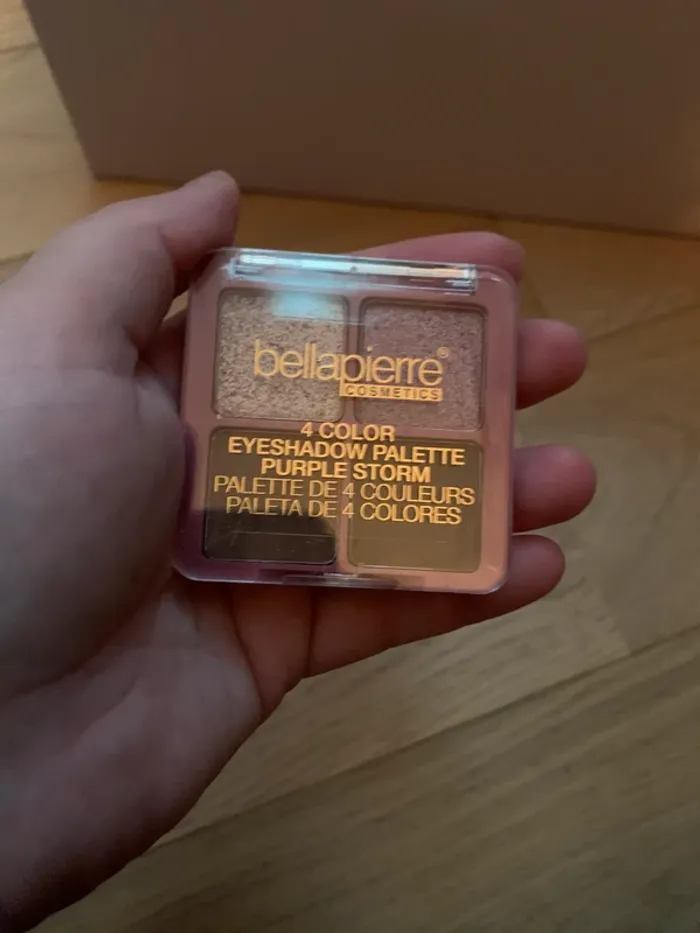 bellapierre®
COSMETICS
4 COLOR
EYESHADOW PALETTE
PURPLE STORM
PALETTE DE 4 COULEURS
PALETA DE 4 COLORES